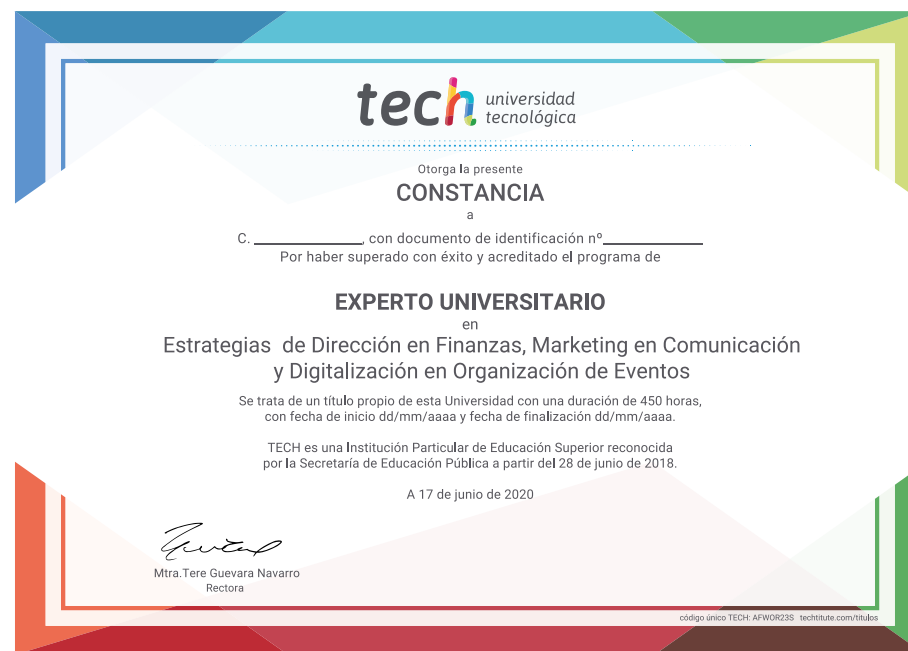 tech universidad
tecnológica
Otorga la presente
CONSTANCIA
a
C. ____________, con documento de identificación nº___________
Por haber superado con éxito y acreditado el programa de
EXPERTO UNIVERSITARIO
en
Estrategias de Dirección en Finanzas, Marketing en Comunicación
y Digitalización en Organización de Eventos
Se trata de un título propio de esta Universidad con una duración de 450 horas,
con fecha de inicio dd/mm/aaaa y fecha de finalización dd/mm/aaaa.
TECH es una Institución Particular de Educación Superior reconocida
por la Secretaría de Educación Pública a partir del 28 de junio de 2018.
A 17 de junio de 2020
Mtra.Tere Guevara Navarro
Rectora
código único TECH: AFWOR23S techtitute.com/titulos